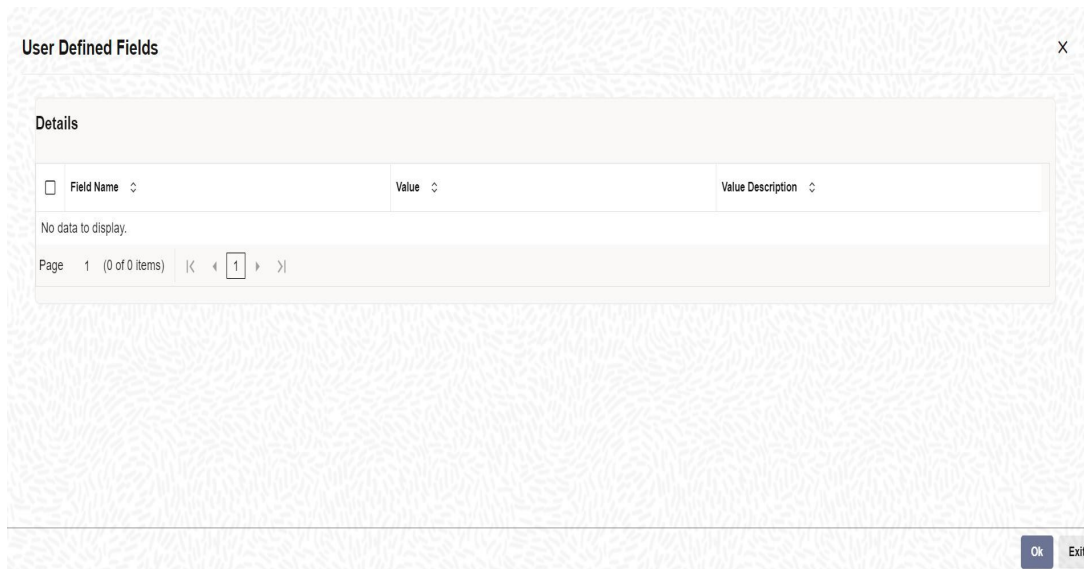 User Defined Fields X
Details
Field Name Value Value Description
No data to display.
Page 1 (0 of 0 items) 1
Ok Exit